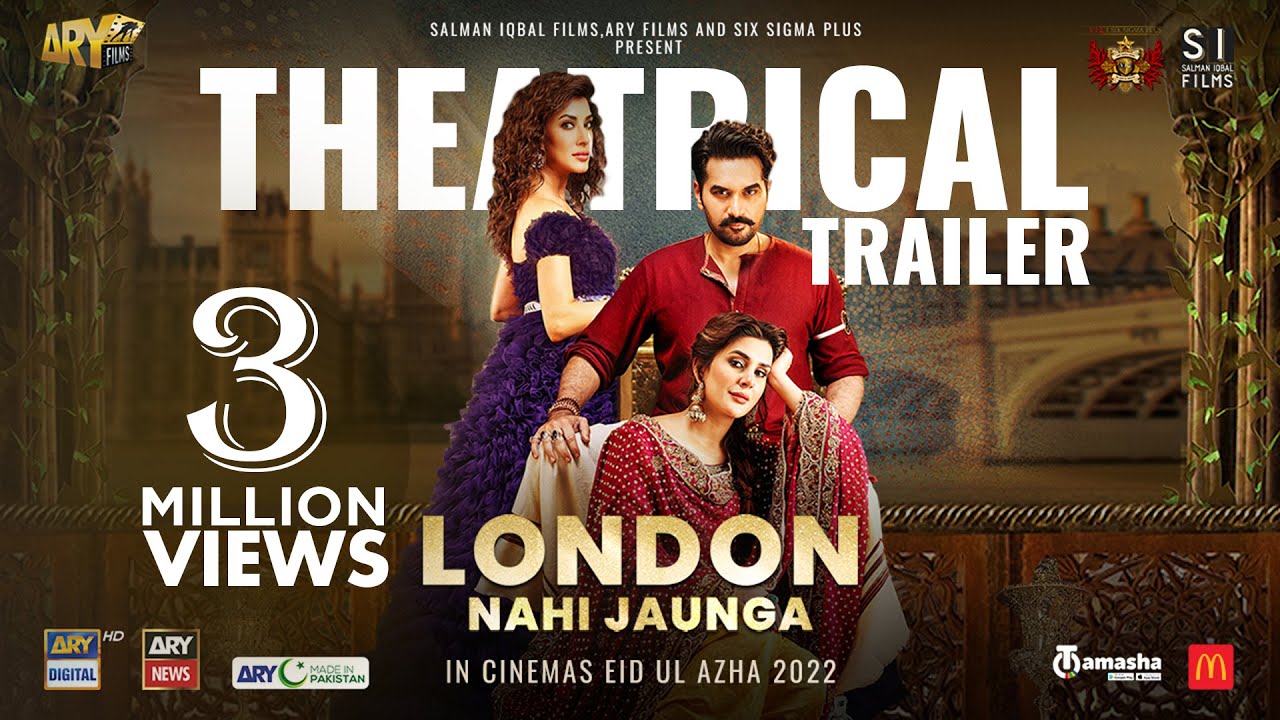 ARY
FILMS
SALMAN IQBAL FILMS,ARY FILMS AND SIX SIGMA PLUS
PRESENT
SI
SALMAN IQBAL
FILMS
THEATRICAL
TRAILER
3
MILLION
VIEWS
LONDON
NAHI JAUNGA
IN CINEMAS EID UL AZHA 2022
ARY HD
DIGITAL
ARY
NEWS
ARY MADE IN
PAKISTAN
Tamasha
M